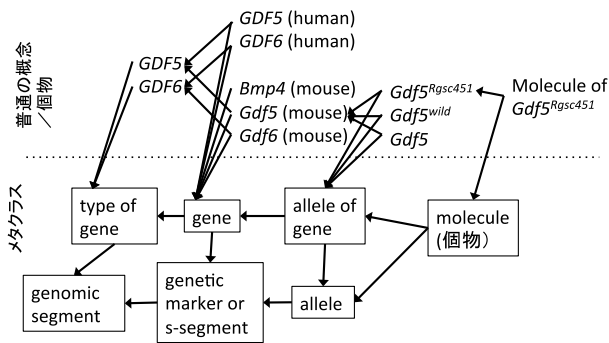 普通の概念
/個物
GDF5
GDF6
GDF5 (human)
GDF6 (human)
Bmp4 (mouse)
Gdf5 (mouse)
Gdf6 (mouse)
Gdf5Rgsc451
Gdf5wild
Gdf5
Molecule of
Gdf5Rgsc451
メタクラス
type of
gene
gene
allele of
gene
molecule
(個物)
genomic
segment
genetic
marker or
s-segment
allele